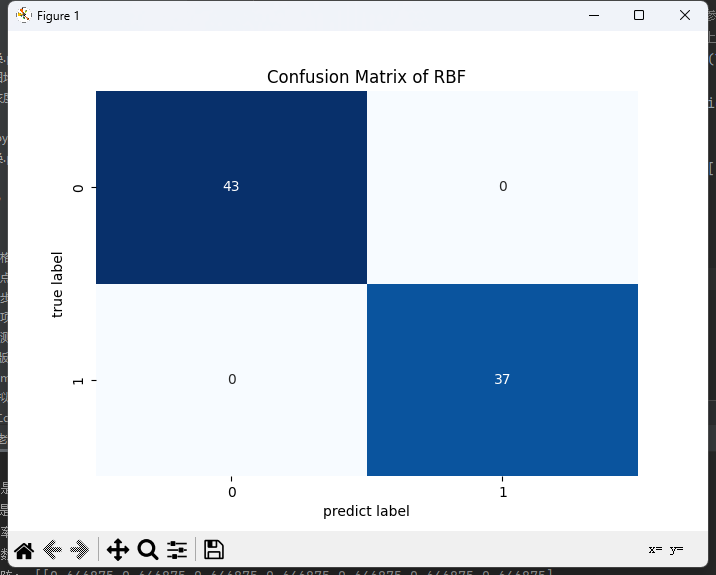 Figure 1
Confusion Matrix of RBF
0
43
0
true label
1
0
37
0
1
predict label
x= y=